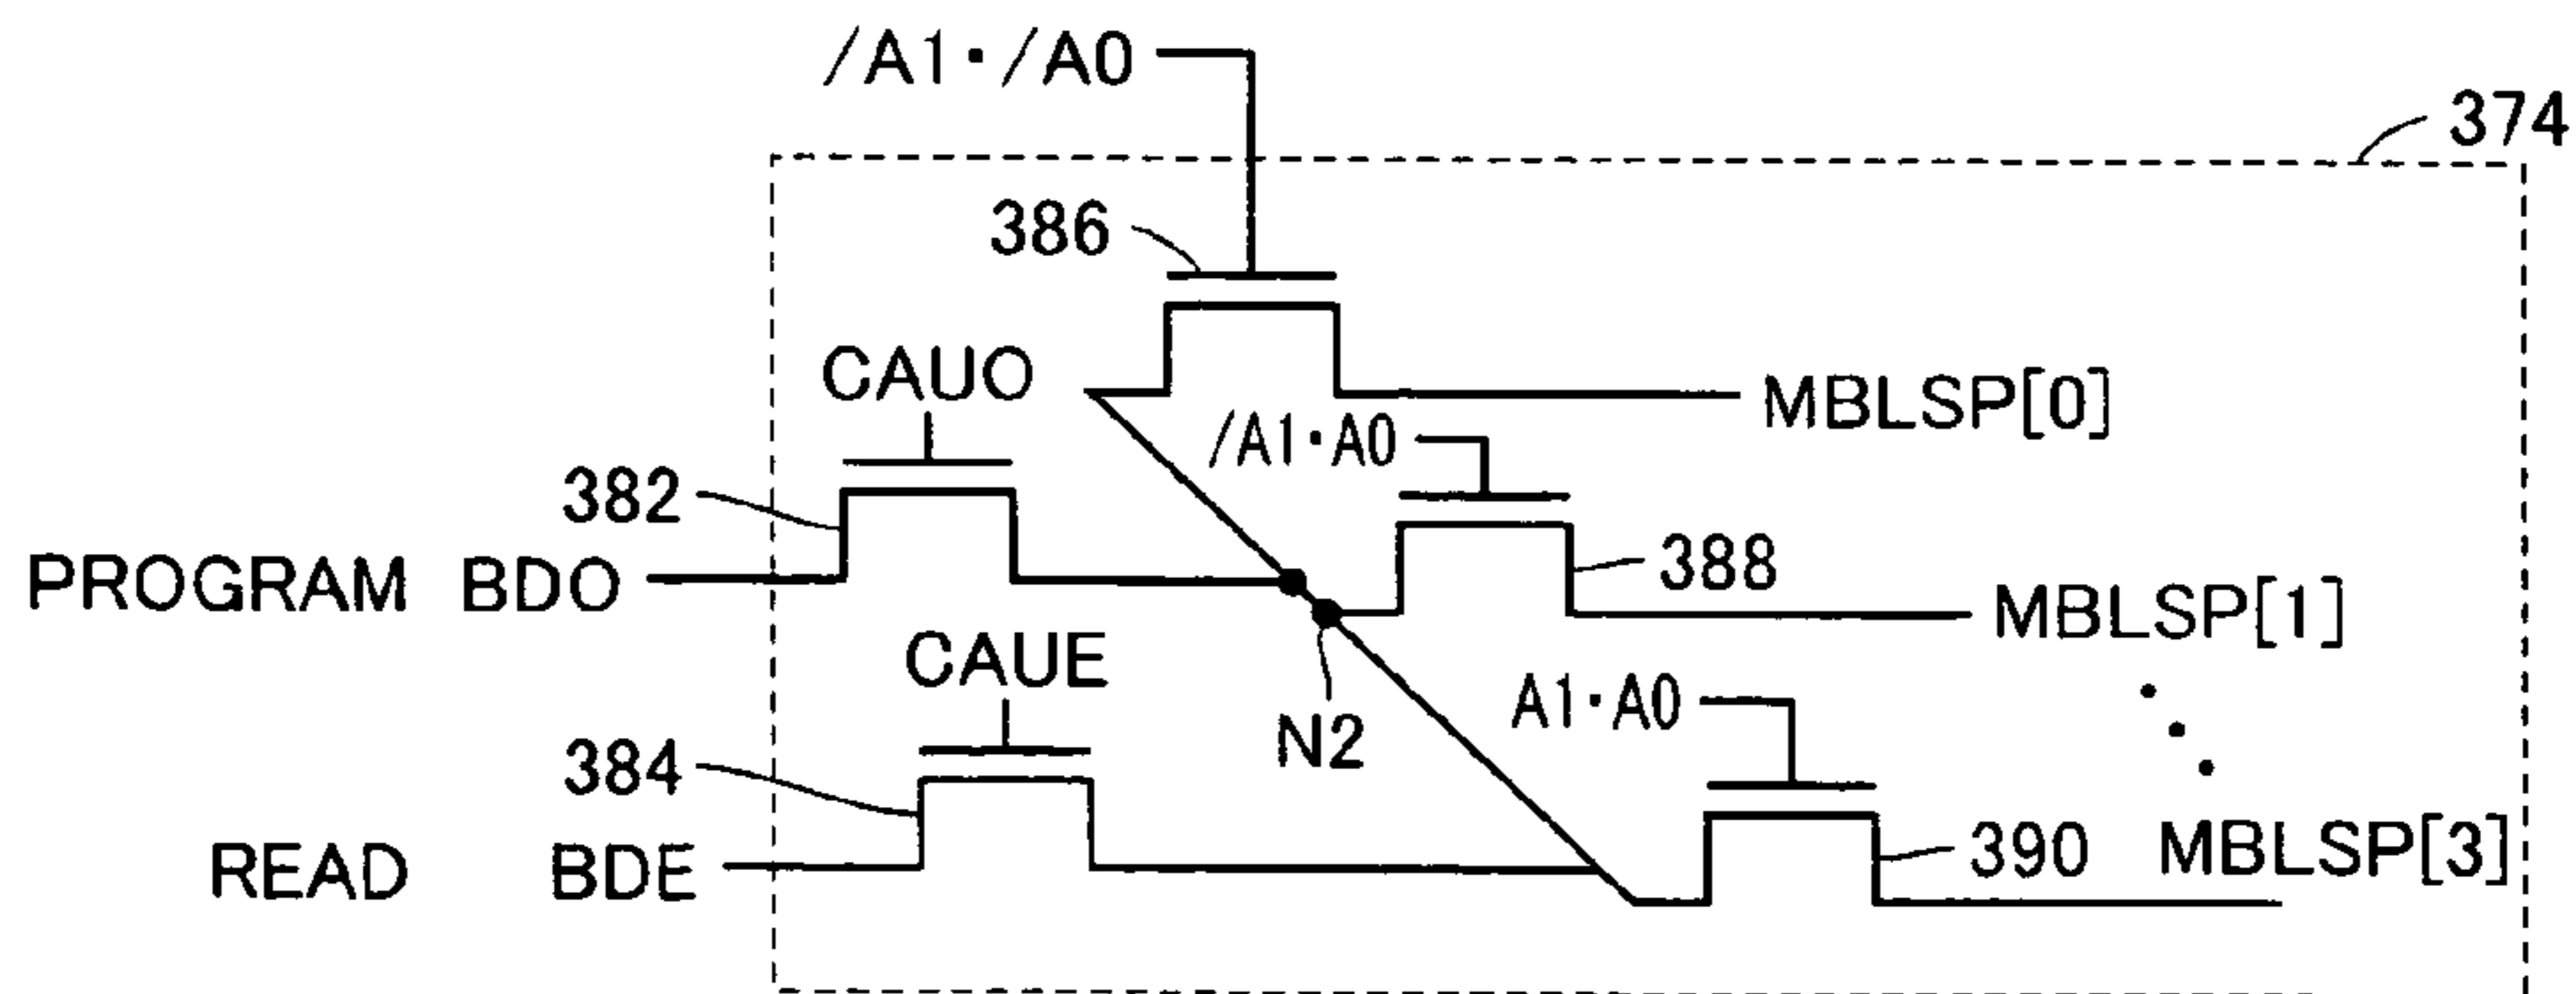 /A1・/A0
374
386
CAUO
MBLSP[0]
/A1・A0
382
388
PROGRAM BDO
MBLSP[1]
CAUE
A1・A0
N2
384
390
MBLSP[3]
READ BDE